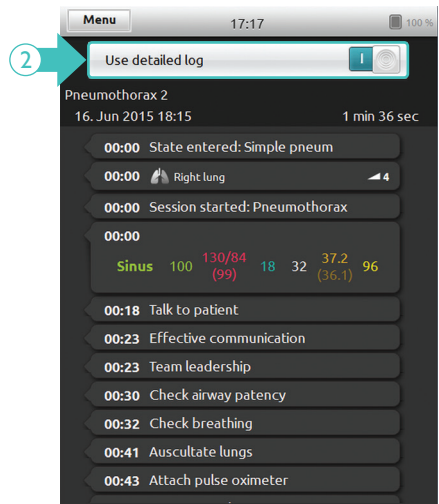 Menu 17:17 100 %
2 Use detailed log I
Pneumothorax 2
16. Jun 2015 18:15 1 min 36 sec
00:00 State entered: Simple pneum
00:00 Right lung 4
00:00 Session started: Pneumothorax
00:00
Sinus 100 130/84 (99) 18 32 37.2 (36.1) 96
00:18 Talk to patient
00:23 Effective communication
00:23 Team leadership
00:30 Check airway patency
00:32 Check breathing
00:41 Auscultate lungs
00:43 Attach pulse oximeter